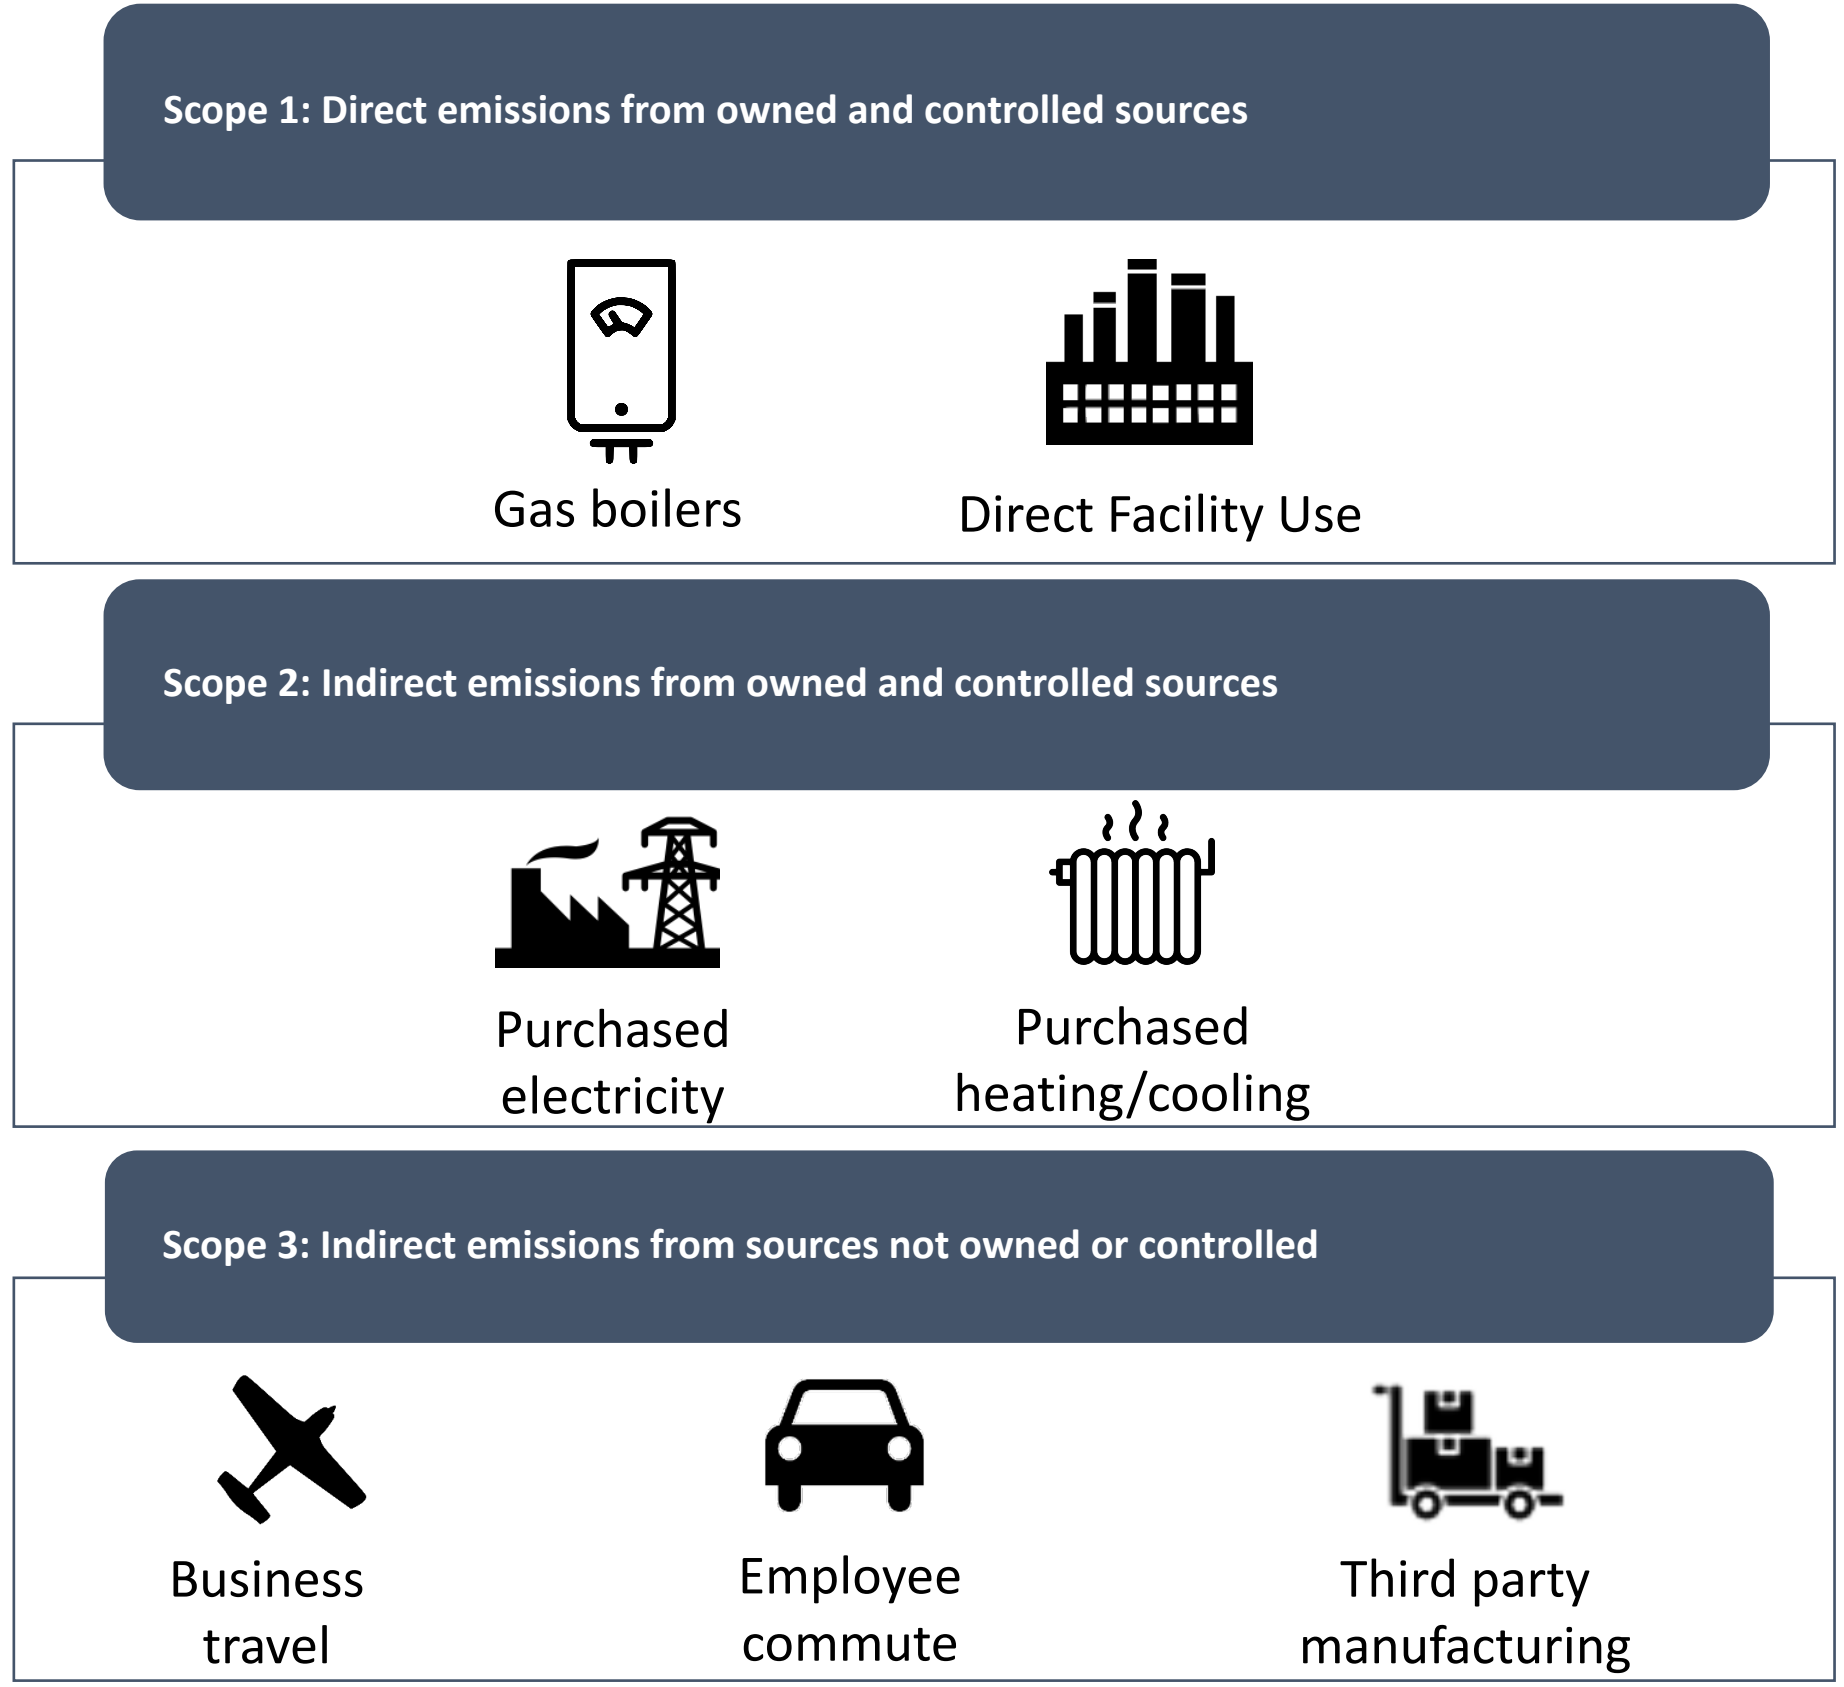 Scope 1: Direct emissions from owned and controlled sources
Gas boilers
Direct Facility Use
Scope 2: Indirect emissions from owned and controlled sources
Purchased
electricity
Purchased
heating/cooling
Scope 3: Indirect emissions from sources not owned or controlled
Business
travel
Employee
commute
Third party
manufacturing